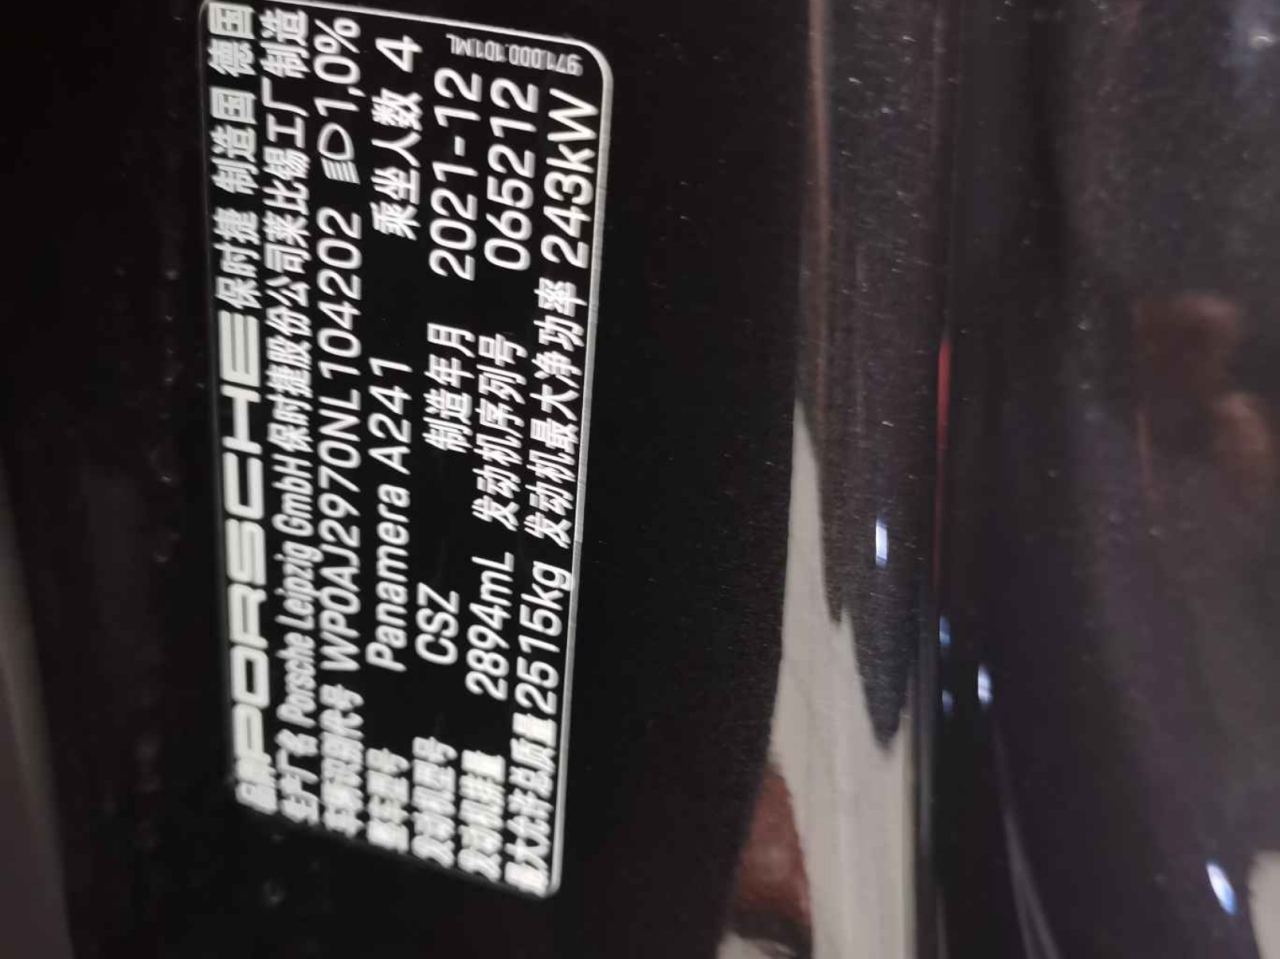 品牌 PORSCHE 保时捷 制造国 德国
生产厂名 Porsche Leipzig GmbH 保时捷股份公司莱比锡工厂制造
车辆识别代号 WP0AJ2970NL104202 1,0%
整车型号 Panamera A241 乘坐人数 4
发动机型号 CSZ 制造年月 2021-12
发动机排量 2894mL 发动机序列号 065212
最大允许总质量 2515kg 发动机最大净功率 243kW
971.000.101.ML